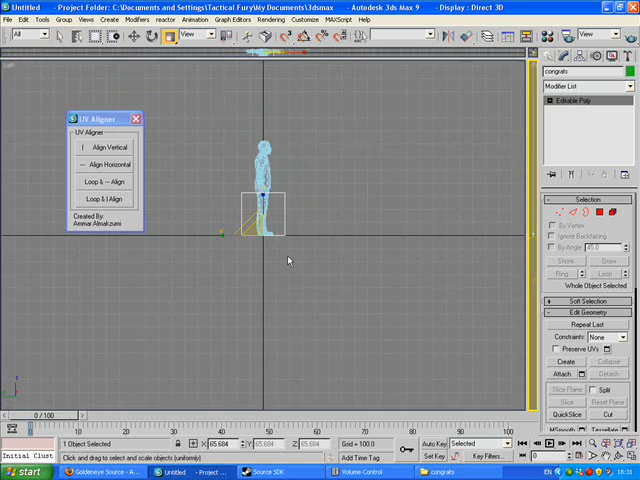 Untitled - Project Folder: C:\Documents and Settings\Tactical Fury\My Documents\3dsmax - Autodesk 3ds Max 9 - Display : Direct 3D
File Edit Tools Group Views Create Modifiers reactor Animation Graph Editors Rendering Customize MAXScript Help
All View View
Left
congrats
Modifier List
Editable Poly
UV Aligner
UV Aligner
| Align Vertical
--- Align Horizontal
Loop & --- Align
Loop & | Align
Created By:
Ammar Almakzumi
Selection
By Vertex
Ignore Backfacing
By Angle: 45.0
Shrink Grow
Ring Loop
Whole Object Selected
Soft Selection
Edit Geometry
Repeat Last
Constraints: None
Preserve UVs
Create Collapse
Attach Detach
Slice Plane Split
Slice Reset Plane
QuickSlice Cut
MSmooth Tessellate
z
0 / 100
0 10 20 30 40 50 60 70 80 90 100
1 Object Selected X: 65.684 Y: 65.684 Z: 65.684 Grid = 100.0 Auto Key Selected
Initial Clust Click and drag to select and scale objects (uniformly) Add Time Tag Set Key Key Filters... 0
start Goldeneye Source - A... Untitled - Project ... Source SDK Volume Control congrats EN 18:31